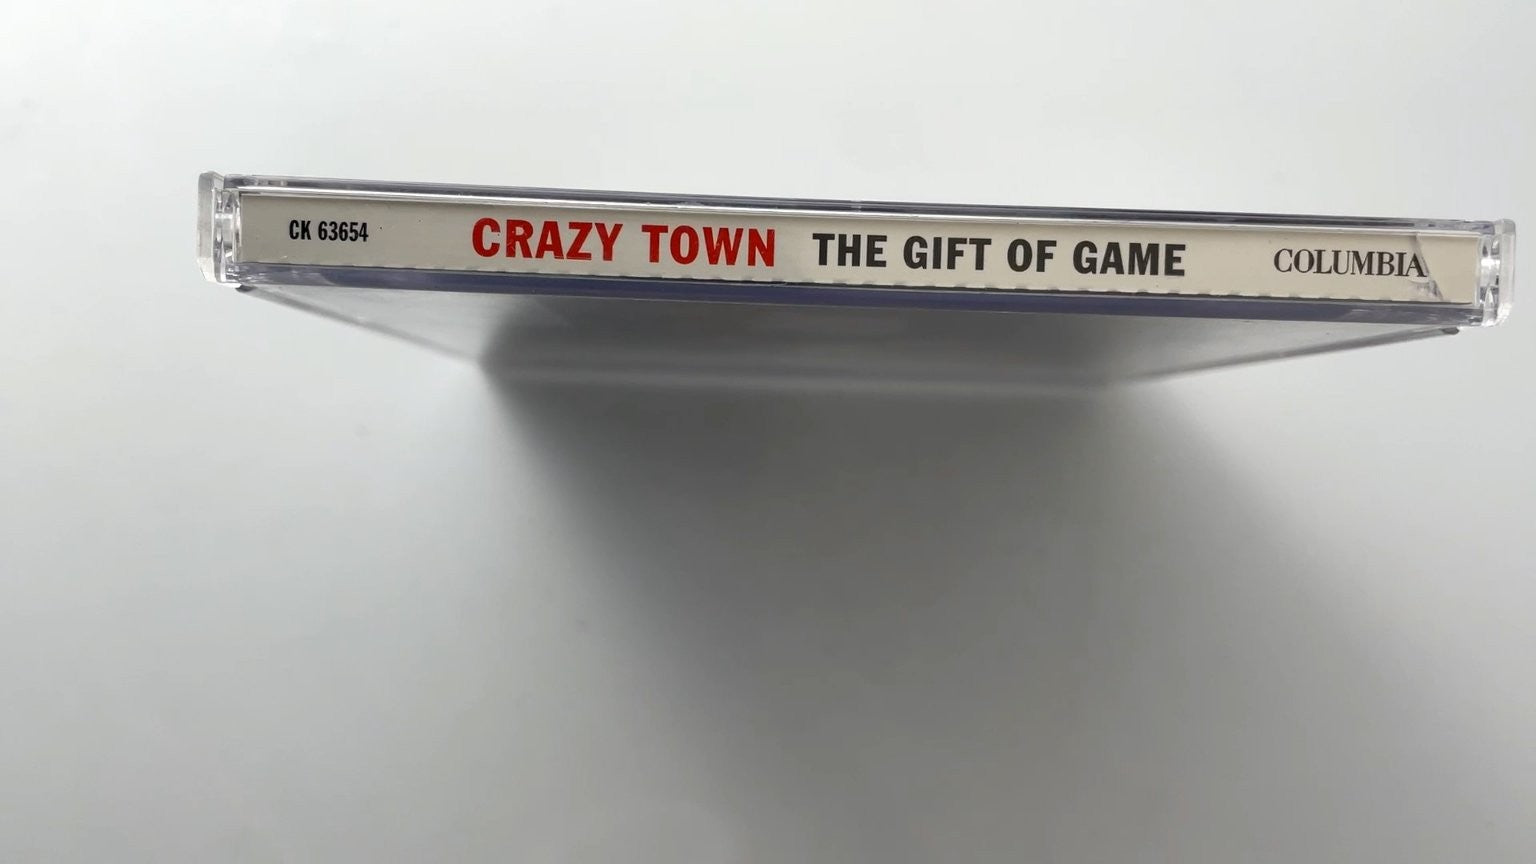 CK 63654 CRAZY TOWN THE GIFT OF GAME COLUMBIA